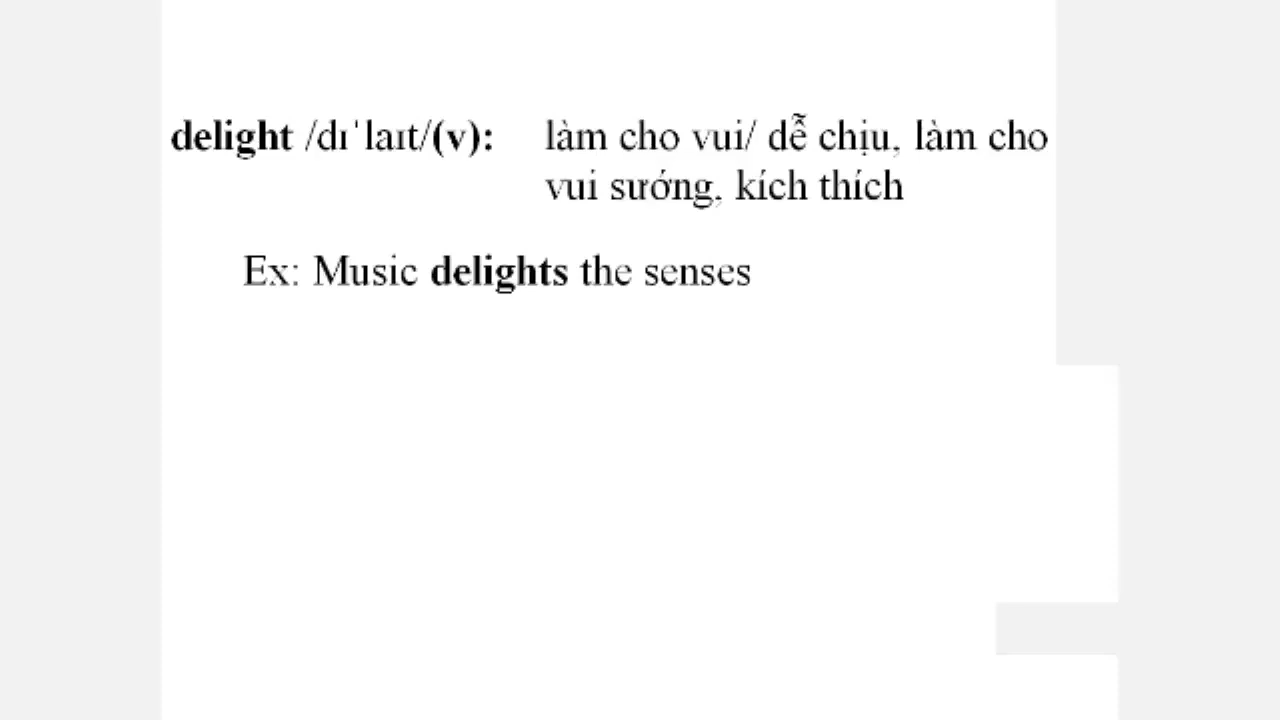 delight /dɪˈlaɪt/(v): làm cho vui/ dễ chịu, làm cho
vui sướng, kích thích
Ex: Music delights the senses